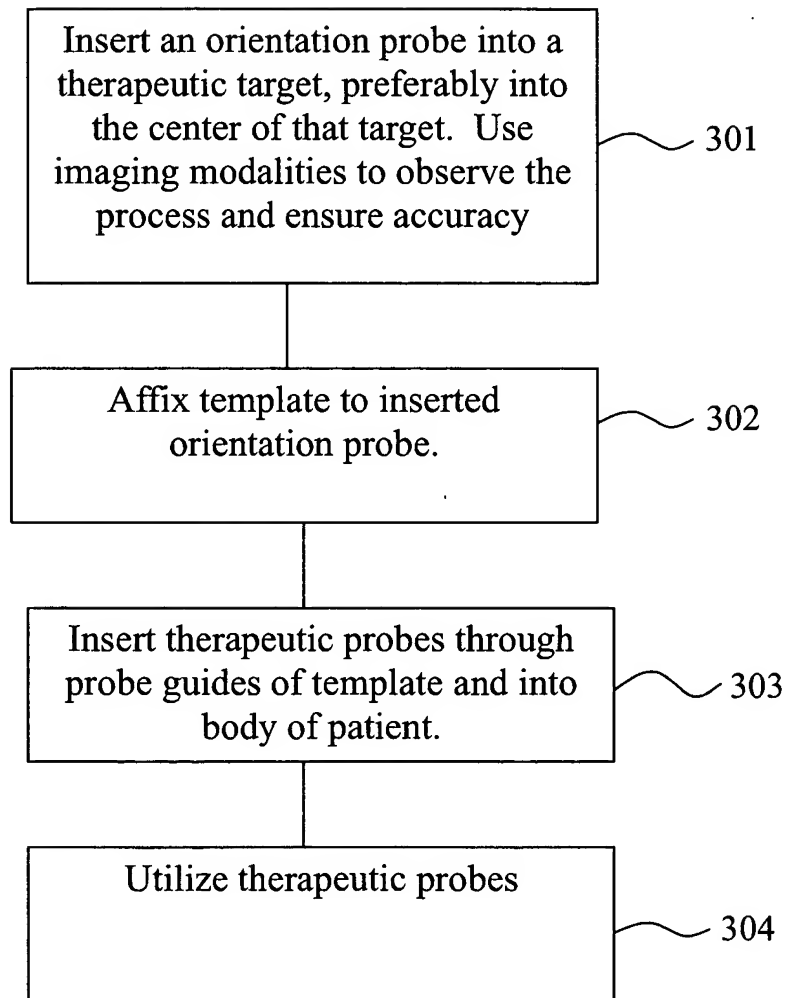 Insert an orientation probe into a
therapeutic target, preferably into
the center of that target.  Use
imaging modalities to observe the
process and ensure accuracy
301
Affix template to inserted
orientation probe.
302
Insert therapeutic probes through
probe guides of template and into
body of patient.
303
Utilize therapeutic probes
304